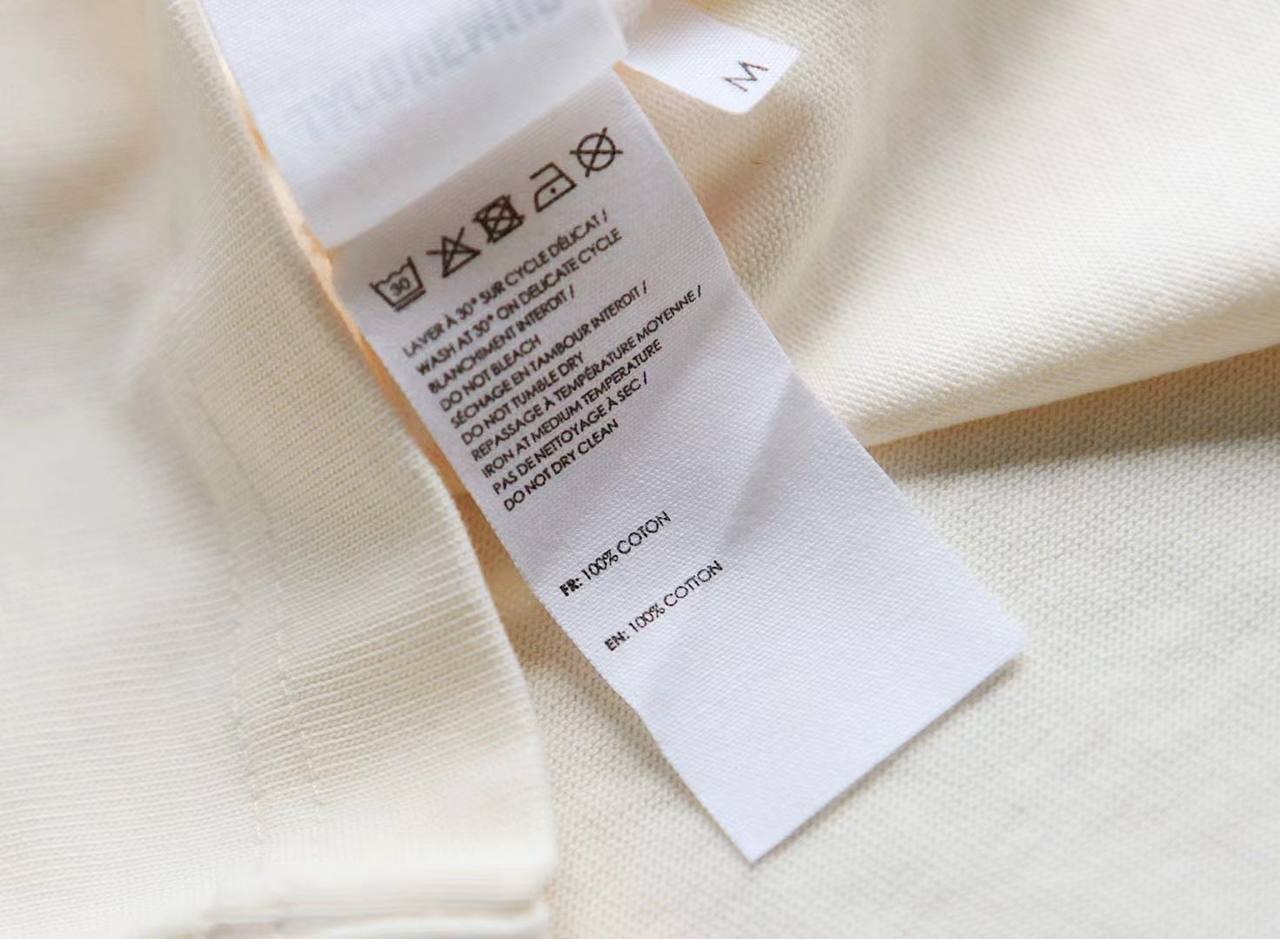 M
30
LAVER À 30° SUR CYCLE DÉLICAT /
WASH AT 30° ON DELICATE CYCLE
BLANCHIMENT INTERDIT /
DO NOT BLEACH
SÉCHAGE EN TAMBOUR INTERDIT /
DO NOT TUMBLE DRY
REPASSAGE À TEMPÉRATURE MOYENNE /
IRON AT MEDIUM TEMPERATURE
PAS DE NETTOYAGE À SEC /
DO NOT DRY CLEAN
FR: 100% COTON
EN: 100% COTTON